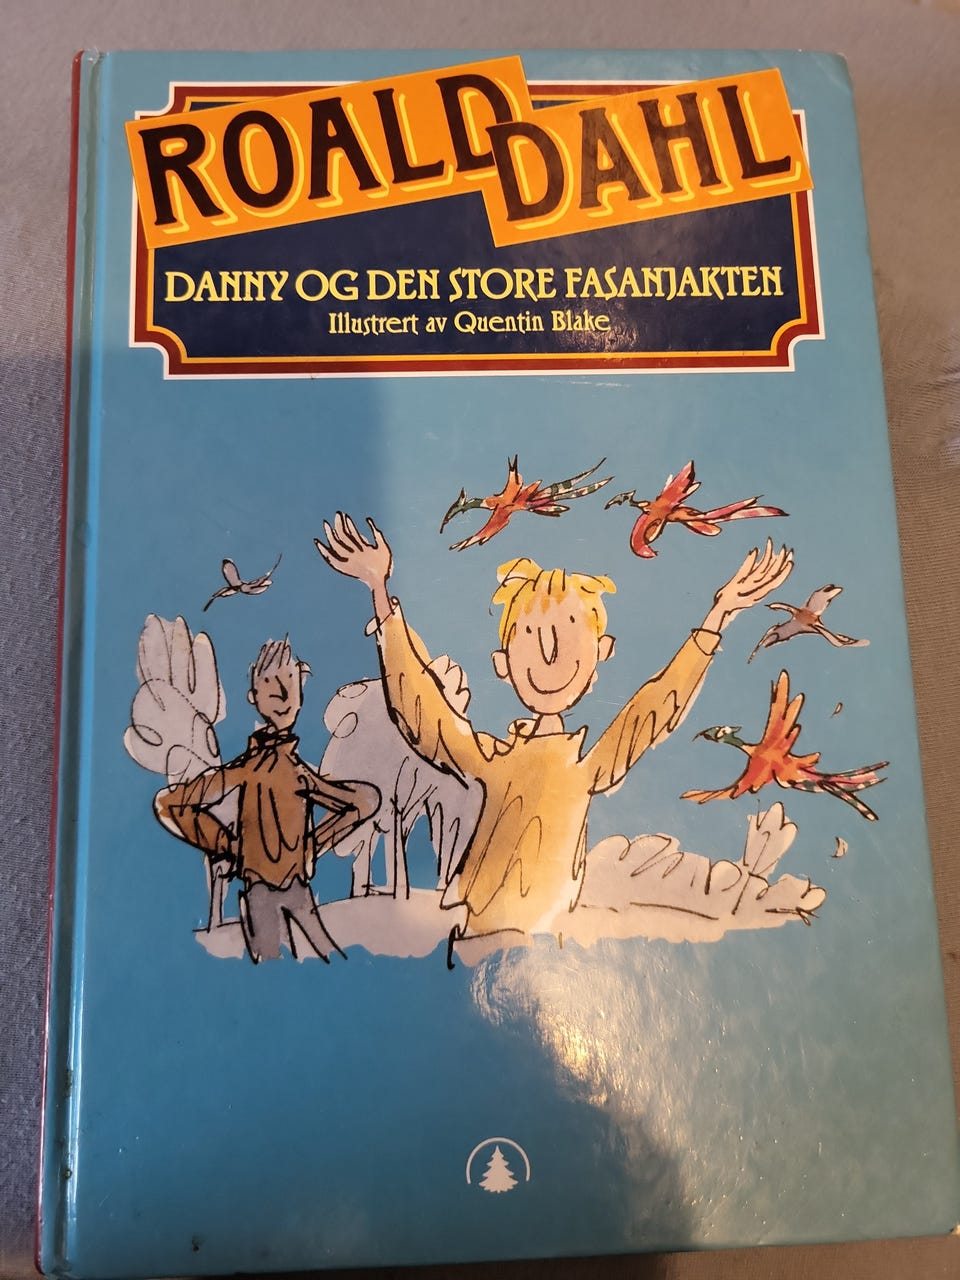 ROALD DAHL
DANNY OG DEN STORE FASANJAKTEN
Illustrert av Quentin Blake